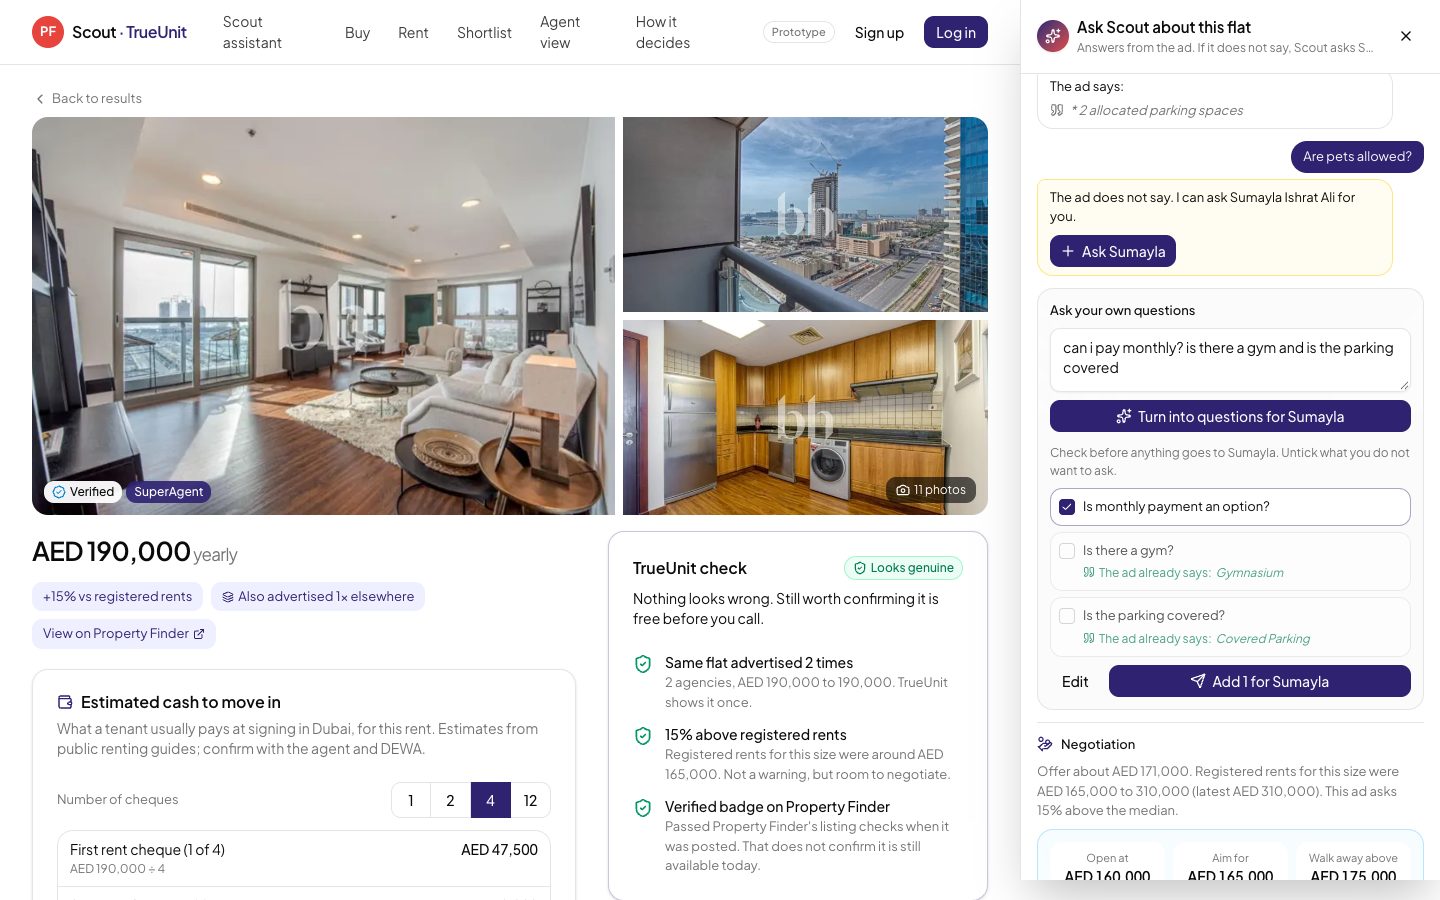 PF Scout · TrueUnit
Scout assistant
Buy
Rent
Shortlist
Agent view
How it decides
Prototype
Sign up
Log in
Back to results
bh
bh
bh
Verified
SuperAgent
11 photos
AED 190,000 yearly
+15% vs registered rents
Also advertised 1× elsewhere
View on Property Finder
Estimated cash to move in
What a tenant usually pays at signing in Dubai, for this rent. Estimates from
public renting guides; confirm with the agent and DEWA.
Number of cheques
1 2 4 12
First rent cheque (1 of 4) AED 47,500
AED 190,000 ÷ 4
TrueUnit check
Looks genuine
Nothing looks wrong. Still worth confirming it is
free before you call.
Same flat advertised 2 times
2 agencies, AED 190,000 to 190,000. TrueUnit
shows it once.
15% above registered rents
Registered rents for this size were around AED
165,000. Not a warning, but room to negotiate.
Verified badge on Property Finder
Passed Property Finder's listing checks when it
was posted. That does not confirm it is still
available today.
Ask Scout about this flat
Answers from the ad. If it does not say, Scout asks S...
The ad says:
* 2 allocated parking spaces
Are pets allowed?
The ad does not say. I can ask Sumayla Ishrat Ali for
you.
Ask Sumayla
Ask your own questions
can i pay monthly? is there a gym and is the parking
covered
Turn into questions for Sumayla
Check before anything goes to Sumayla. Untick what you do not
want to ask.
Is monthly payment an option?
Is there a gym?
The ad already says: Gymnasium
Is the parking covered?
The ad already says: Covered Parking
Edit
Add 1 for Sumayla
Negotiation
Offer about AED 171,000. Registered rents for this size were
AED 165,000 to 310,000 (latest AED 310,000). This ad asks
15% above the median.
Open at
AED 160,000
Aim for
AED 165,000
Walk away above
AED 175,000